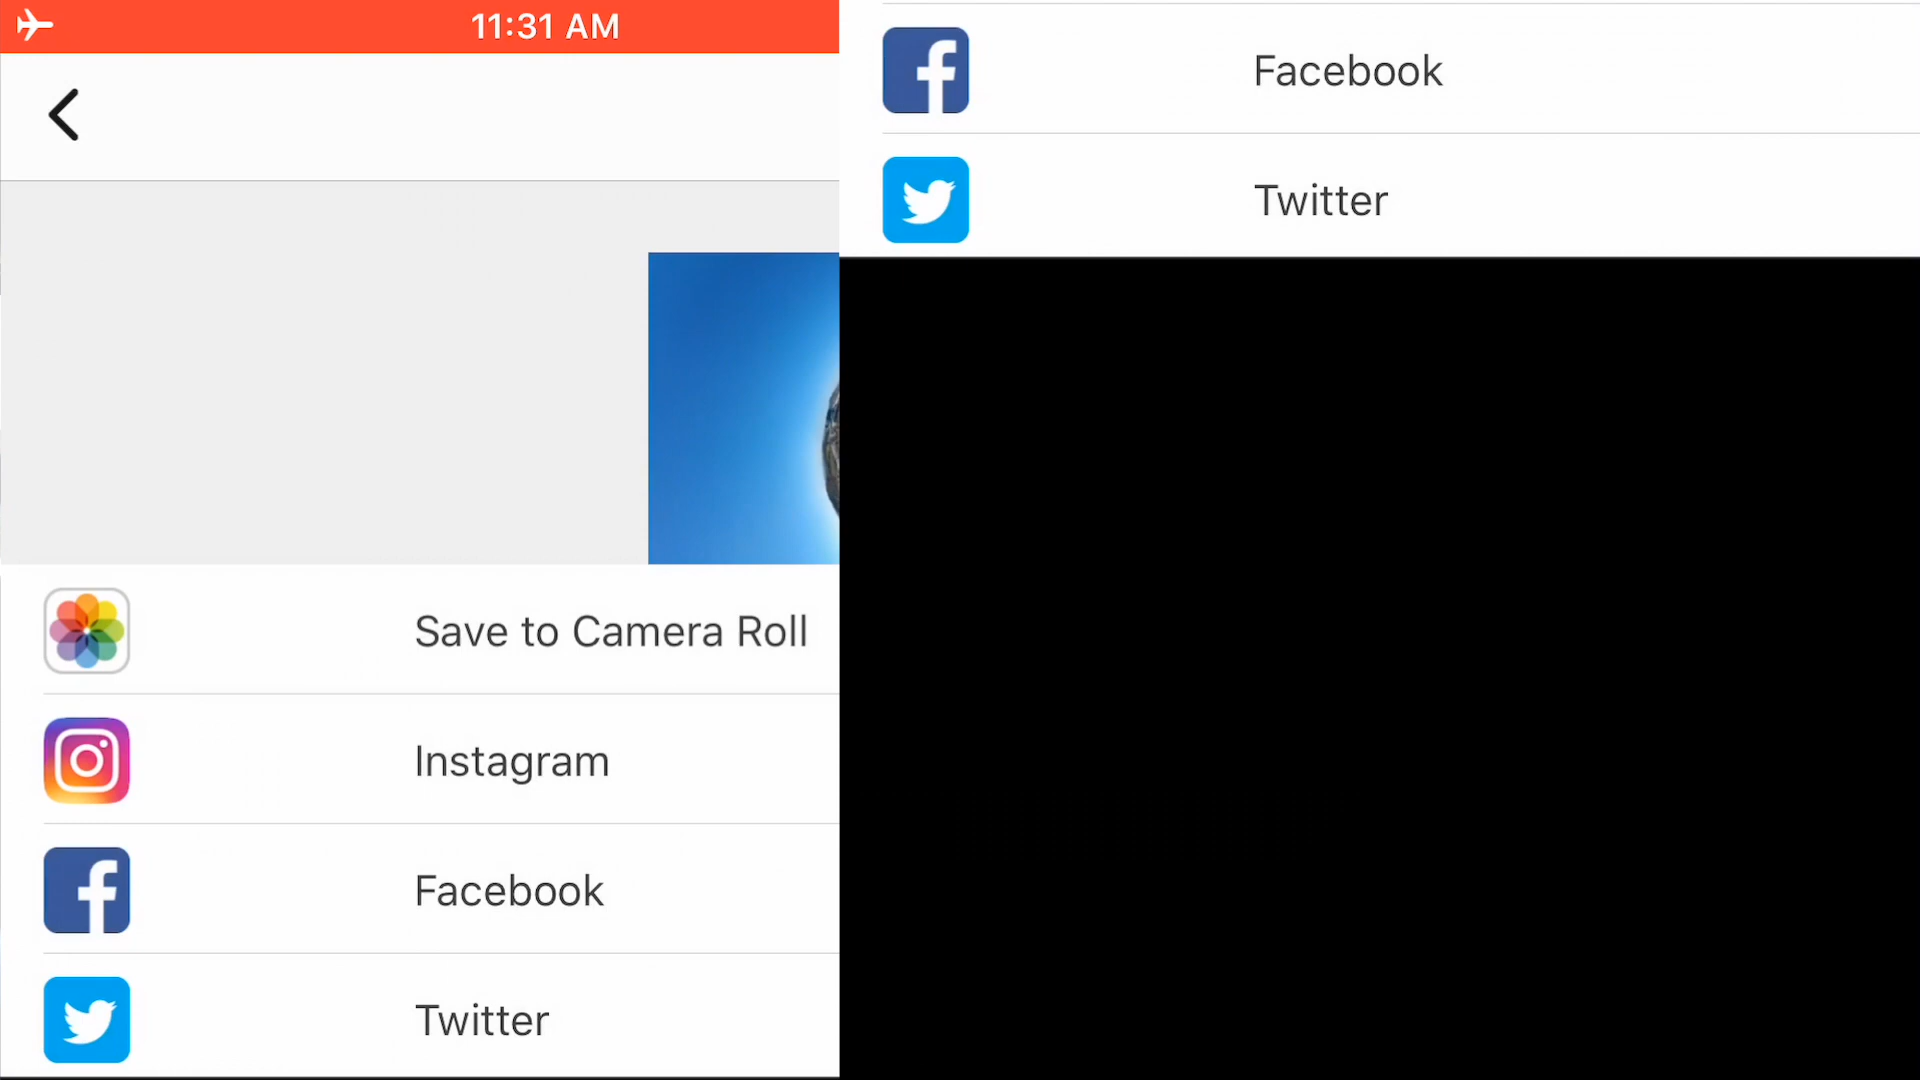 11:31 AM
Save to Camera Roll
Instagram
Facebook
Twitter
Facebook
Twitter